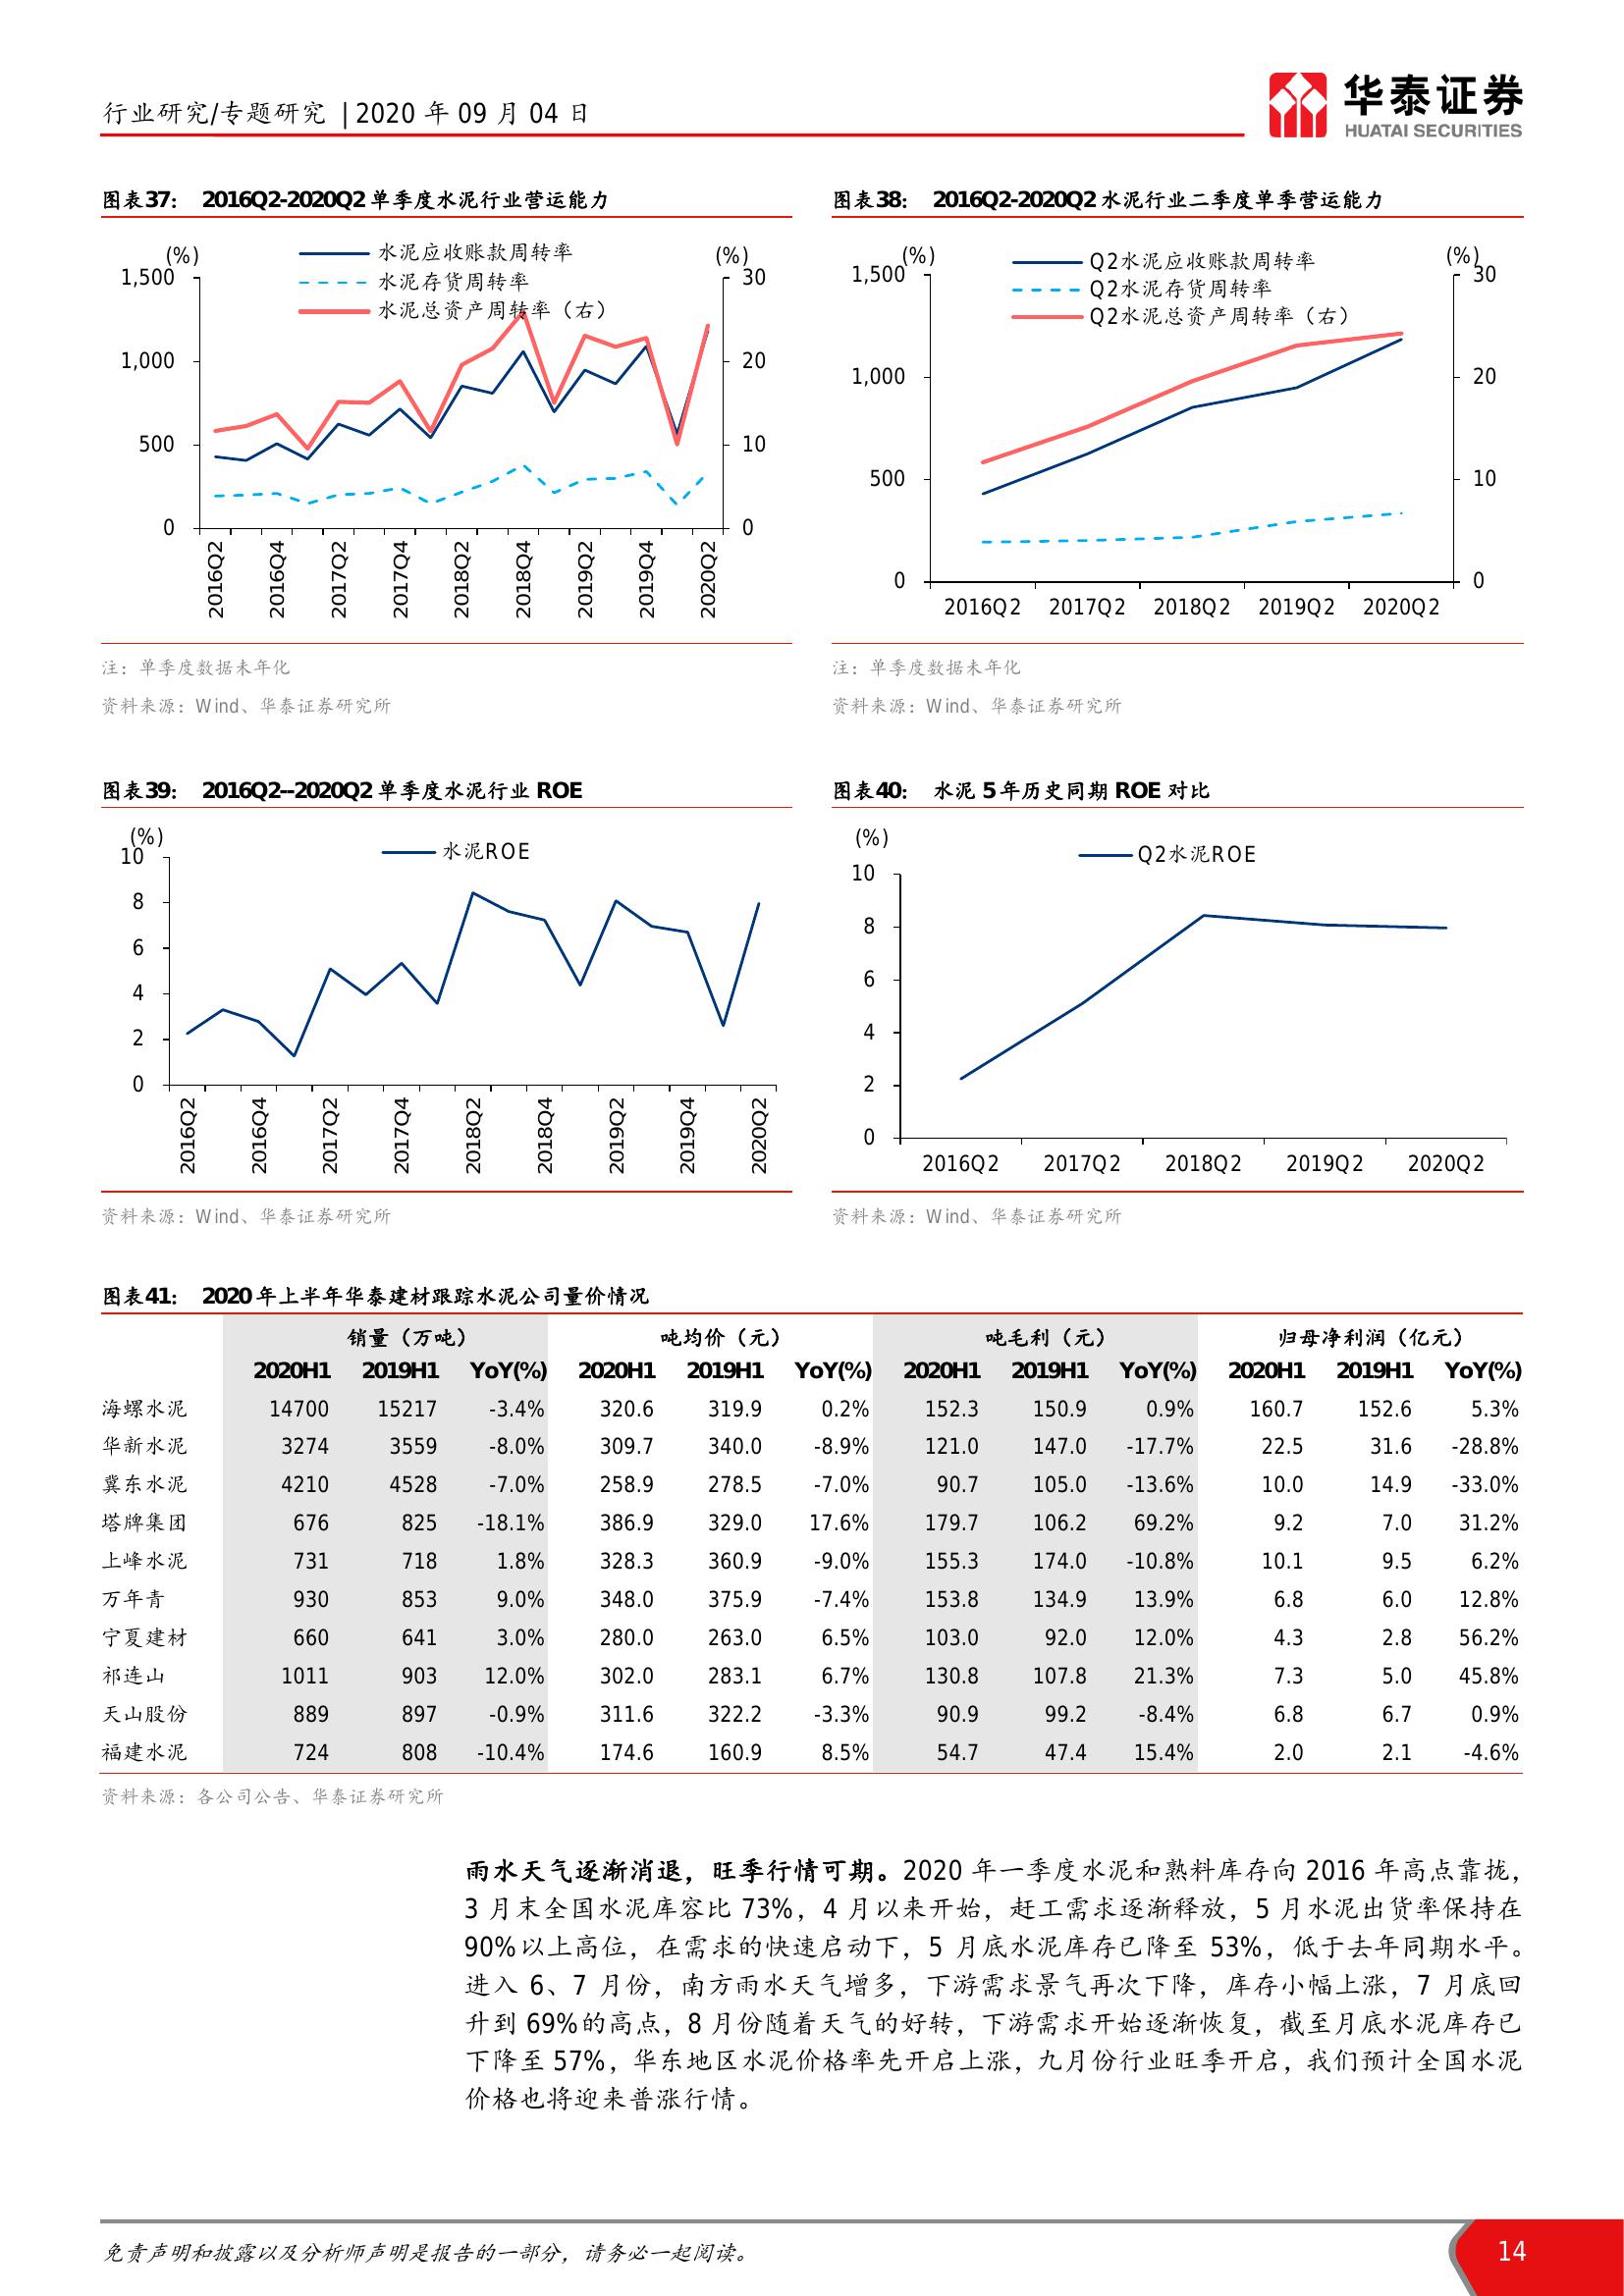 行业研究/专题研究 | 2020 年 09 月 04 日
华泰证券
HUATAI SECURITIES
图表37： 2016Q2-2020Q2 单季度水泥行业营运能力
(%)
(%)
水泥应收账款周转率
水泥存货周转率
水泥总资产周转率（右）
1,500
1,000
500
0
30
20
10
0
2016Q2
2016Q4
2017Q2
2017Q4
2018Q2
2018Q4
2019Q2
2019Q4
2020Q2
注：单季度数据未年化
资料来源：Wind、华泰证券研究所
图表38： 2016Q2-2020Q2 水泥行业二季度单季营运能力
(%)
(%)
Q2水泥应收账款周转率
Q2水泥存货周转率
Q2水泥总资产周转率（右）
1,500
1,000
500
0
30
20
10
0
2016Q2 2017Q2 2018Q2 2019Q2 2020Q2
注：单季度数据未年化
资料来源：Wind、华泰证券研究所
图表39： 2016Q2--2020Q2 单季度水泥行业 ROE
(%)
水泥ROE
10
8
6
4
2
0
2016Q2
2016Q4
2017Q2
2017Q4
2018Q2
2018Q4
2019Q2
2019Q4
2020Q2
资料来源：Wind、华泰证券研究所
图表40： 水泥 5 年历史同期 ROE 对比
(%)
Q2水泥ROE
10
8
6
4
2
0
2016Q2 2017Q2 2018Q2 2019Q2 2020Q2
资料来源：Wind、华泰证券研究所
图表41： 2020 年上半年华泰建材跟踪水泥公司量价情况
销量（万吨） 吨均价（元） 吨毛利（元） 归母净利润（亿元）
2020H1 2019H1 YoY(%) 2020H1 2019H1 YoY(%) 2020H1 2019H1 YoY(%) 2020H1 2019H1 YoY(%)
海螺水泥 14700 15217 -3.4% 320.6 319.9 0.2% 152.3 150.9 0.9% 160.7 152.6 5.3%
华新水泥 3274 3559 -8.0% 309.7 340.0 -8.9% 121.0 147.0 -17.7% 22.5 31.6 -28.8%
冀东水泥 4210 4528 -7.0% 258.9 278.5 -7.0% 90.7 105.0 -13.6% 10.0 14.9 -33.0%
塔牌集团 676 825 -18.1% 386.9 329.0 17.6% 179.7 106.2 69.2% 9.2 7.0 31.2%
上峰水泥 731 718 1.8% 328.3 360.9 -9.0% 155.3 174.0 -10.8% 10.1 9.5 6.2%
万年青 930 853 9.0% 348.0 375.9 -7.4% 153.8 134.9 13.9% 6.8 6.0 12.8%
宁夏建材 660 641 3.0% 280.0 263.0 6.5% 103.0 92.0 12.0% 4.3 2.8 56.2%
祁连山 1011 903 12.0% 302.0 283.1 6.7% 130.8 107.8 21.3% 7.3 5.0 45.8%
天山股份 889 897 -0.9% 311.6 322.2 -3.3% 90.9 99.2 -8.4% 6.8 6.7 0.9%
福建水泥 724 808 -10.4% 174.6 160.9 8.5% 54.7 47.4 15.4% 2.0 2.1 -4.6%
资料来源：各公司公告、华泰证券研究所
雨水天气逐渐消退，旺季行情可期。2020 年一季度水泥和熟料库存向 2016 年高点靠拢，
3 月末全国水泥库容比 73%，4 月以来开始，赶工需求逐渐释放，5 月水泥出货率保持在
90%以上高位，在需求的快速启动下，5 月底水泥库存已降至 53%，低于去年同期水平。
进入 6、7 月份，南方雨水天气增多，下游需求景气再次下降，库存小幅上涨，7 月底回
升到 69%的高点，8 月份随着天气的好转，下游需求开始逐渐恢复，截至月底水泥库存已
下降至 57%，华东地区水泥价格率先开启上涨，九月份行业旺季开启，我们预计全国水泥
价格也将迎来普涨行情。
免责声明和披露以及分析师声明是报告的一部分，请务必一起阅读。
14